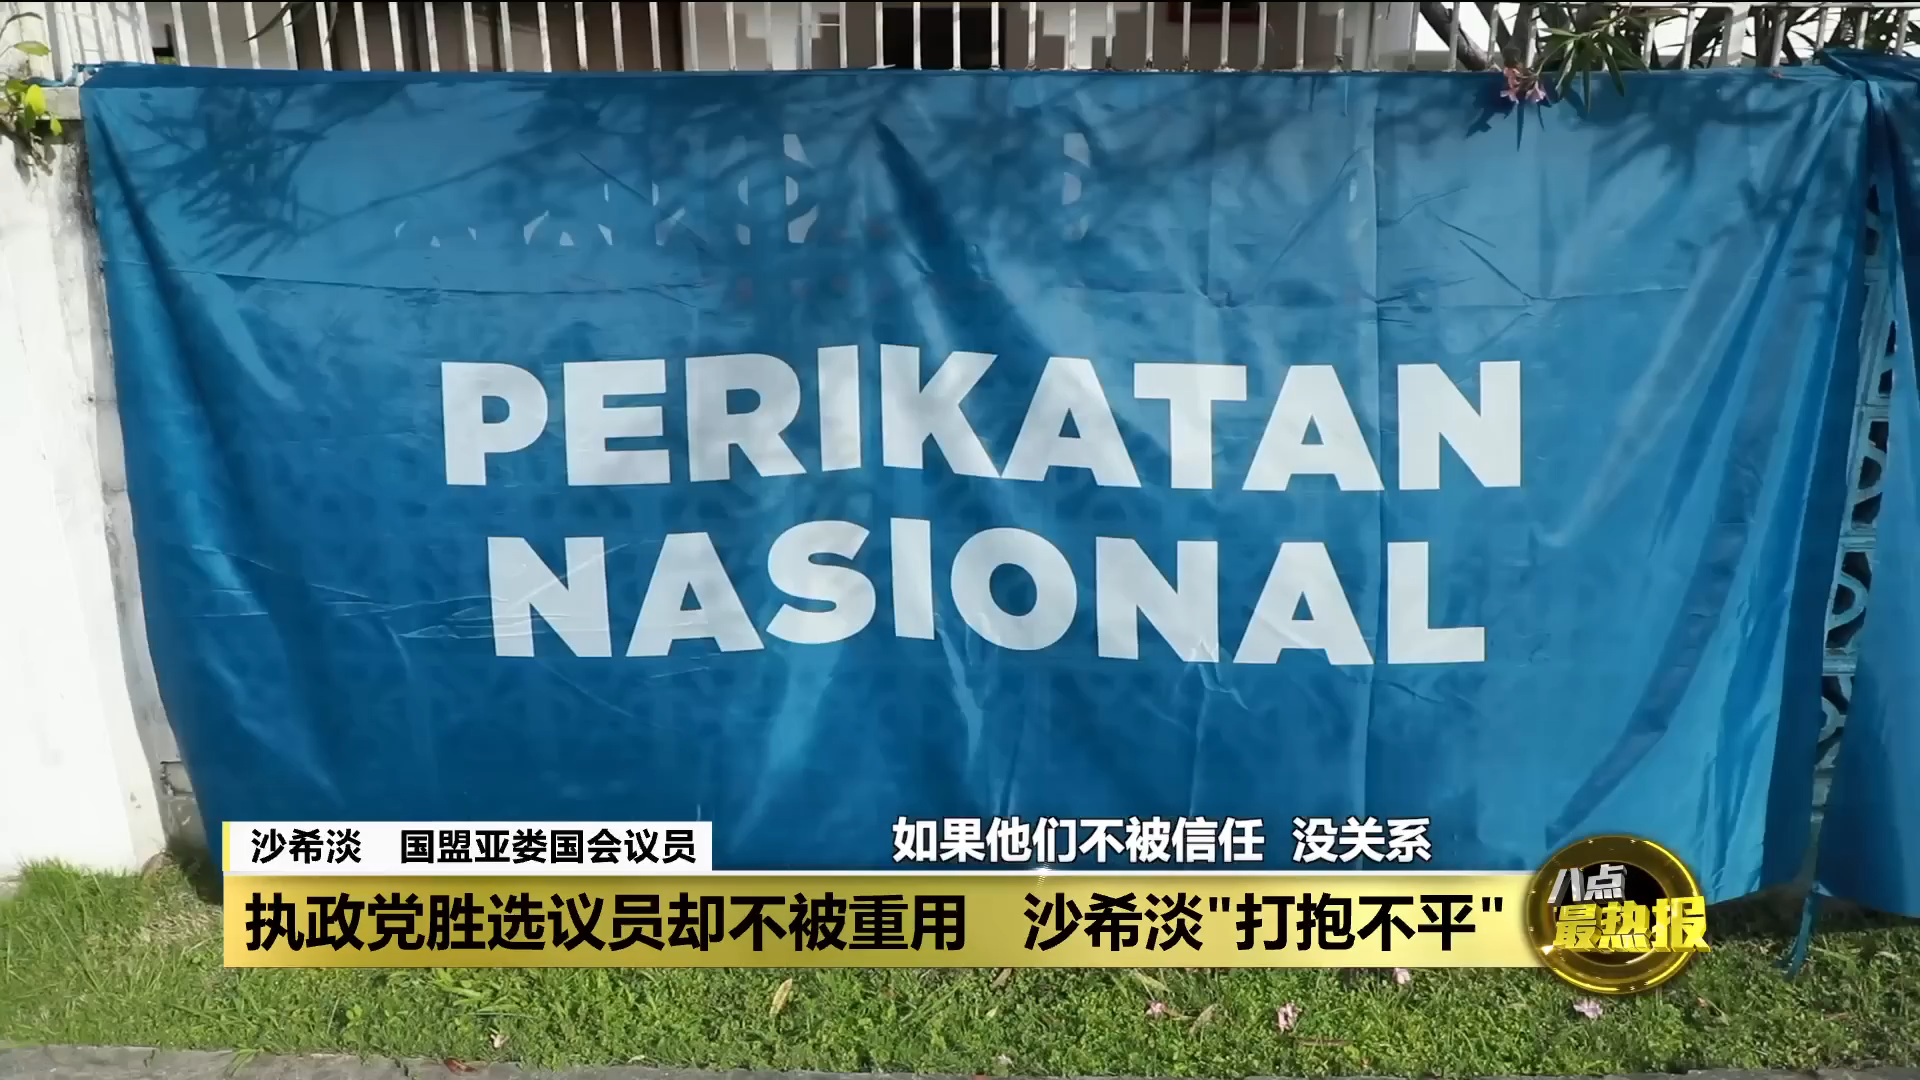 PERIKATAN
NASIONAL
沙希淡 国盟亚娄国会议员
如果他们不被信任 没关系
执政党胜选议员却不被重用 沙希淡"打抱不平"
八点
最热报